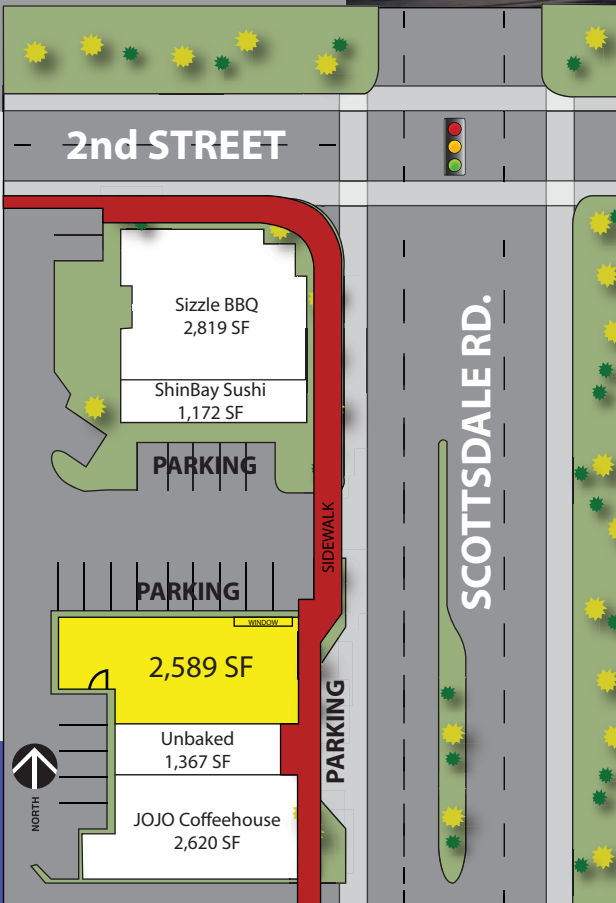 2nd STREET
Sizzle BBQ
2,819 SF
ShinBay Sushi
1,172 SF
PARKING
SCOTTSDALE RD.
SIDEWALK
PARKING
WINDOW
2,589 SF
PARKING
Unbaked
1,367 SF
NORTH
JOJO Coffeehouse
2,620 SF